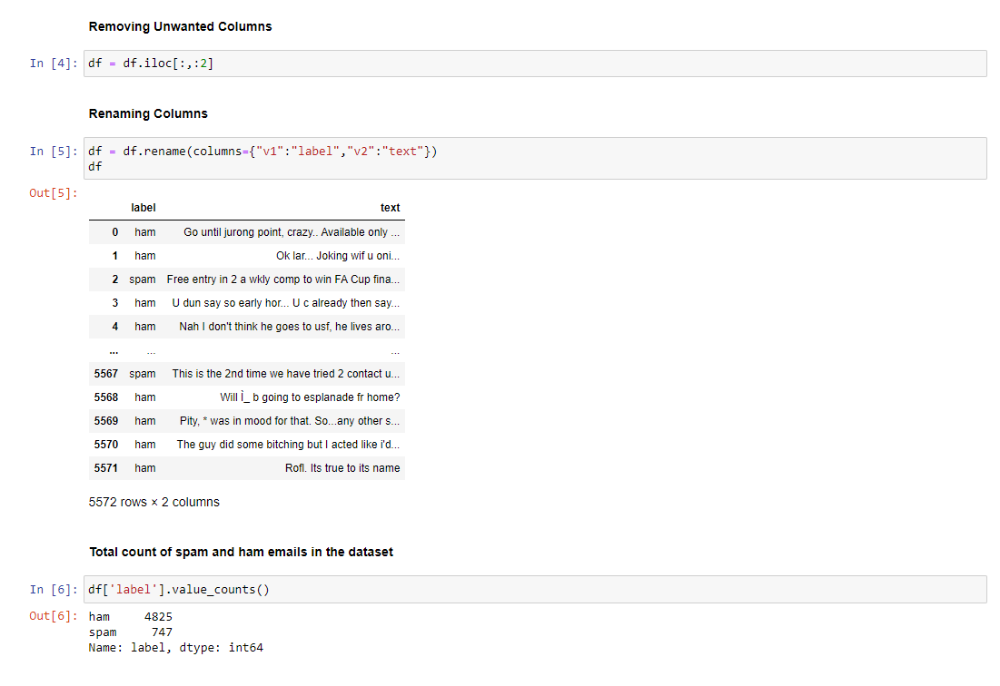 Removing Unwanted Columns
In [4]: df = df.iloc[:,:2]
Renaming Columns
In [5]: df = df.rename(columns={"v1":"label","v2":"text"})
df
Out[5]:
label text
0 ham Go until jurong point, crazy.. Available only ...
1 ham Ok lar... Joking wif u oni...
2 spam Free entry in 2 a wkly comp to win FA Cup fina...
3 ham U dun say so early hor... U c already then say...
4 ham Nah I don't think he goes to usf, he lives aro...
... ... ...
5567 spam This is the 2nd time we have tried 2 contact u...
5568 ham Will Ì_ b going to esplanade fr home?
5569 ham Pity, * was in mood for that. So...any other s...
5570 ham The guy did some bitching but I acted like i'd...
5571 ham Rofl. Its true to its name
5572 rows × 2 columns
Total count of spam and ham emails in the dataset
In [6]: df['label'].value_counts()
Out[6]: ham 4825
spam 747
Name: label, dtype: int64